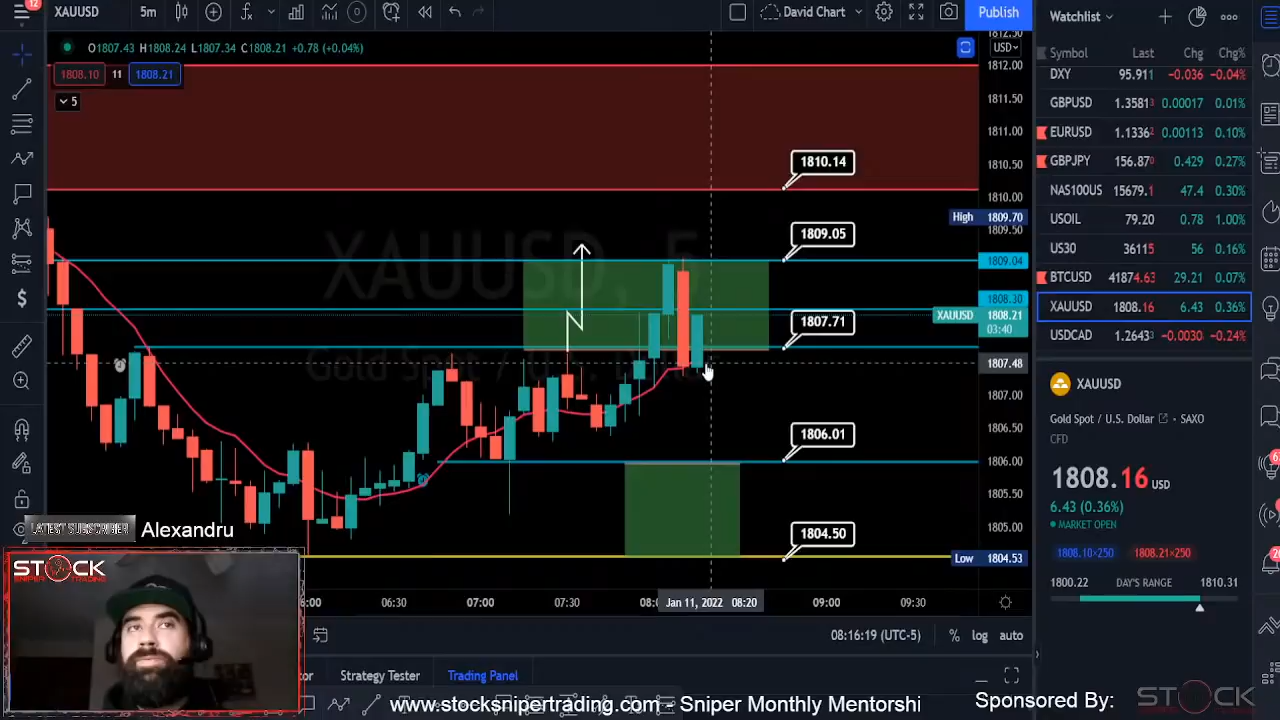 12
XAUUSD 5m David Chart Publish Watchlist
O1807.43 H1808.24 L1807.34 C1808.21 +0.78 (+0.04%)
1808.10 11 1808.21
5
USD
1812.50
1812.00
1811.50
1811.00
1810.50
1810.00
High 1809.70
1809.50
1809.04
1808.30
XAUUSD 1808.21
03:40
1807.48
1807.00
1806.50
1806.00
1805.50
1805.00
Low 1804.53
1810.14
1809.05
1807.71
1806.01
1804.50
XAUUSD, 5
Symbol Last Chg Chg%
DXY 95.911 -0.036 -0.04%
GBPUSD 1.35813 0.00017 0.01%
EURUSD 1.13362 0.00113 0.10%
GBPJPY 156.870 0.429 0.27%
NAS100US 15679.1 47.4 0.30%
USOIL 79.20 0.78 1.00%
US30 36115 56 0.16%
BTCUSD 41874.63 29.21 0.07%
XAUUSD 1808.16 6.43 0.36%
USDCAD 1.26433 -0.0030 -0.24%
XAUUSD
Gold Spot / U.S. Dollar • SAXO
CFD
1808.16 USD
6.43 (0.36%)
MARKET OPEN
1808.10×250 1808.21×250
1800.22 DAY'S RANGE 1810.31
06:30 07:00 07:30 Jan 11, 2022 08:20 09:00 09:30
08:16:19 (UTC-5) % log auto
Strategy Tester Trading Panel
LATEST SUBSCRIBER Alexandru
STOCK
SNIPER TRADING
www.stocksnipertrading.com - Sniper Monthly Mentorshi
Sponsored By:
STOCK
SNIPER TRADING